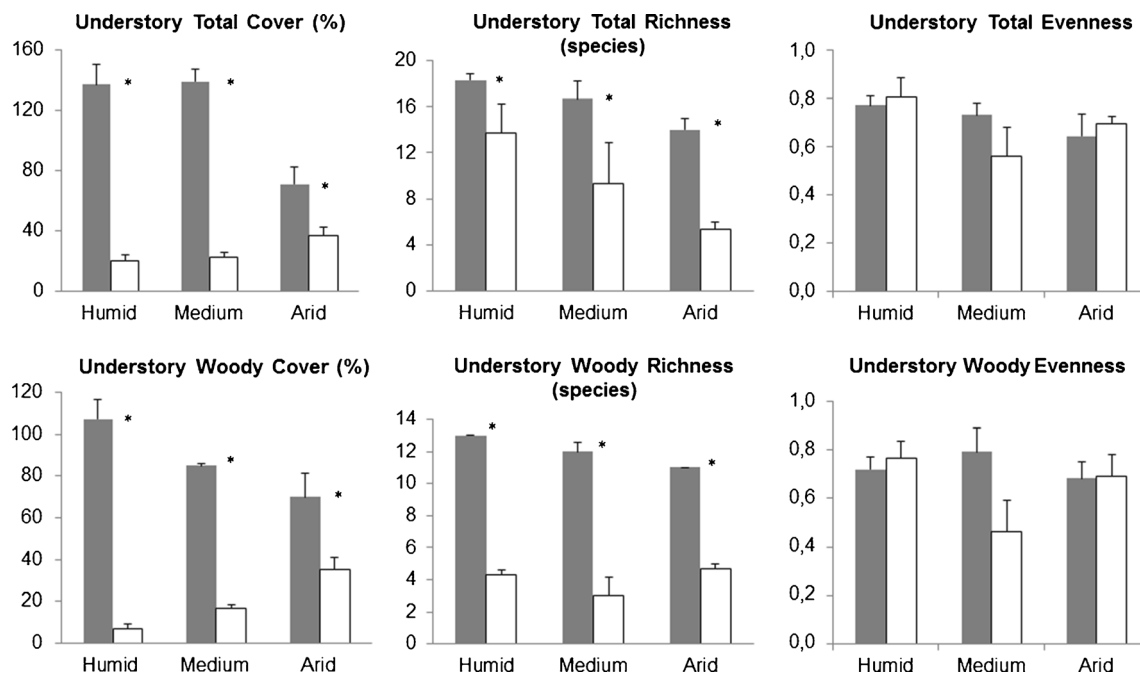 Understory Total Cover (%)
160
120
80
40
0
* * *
Humid Medium Arid
Understory Total Richness
(species)
20
16
12
8
4
0
* * *
Humid Medium Arid
Understory Total Evenness
1,0
0,8
0,6
0,4
0,2
0,0
Humid Medium Arid
Understory Woody Cover (%)
120
100
80
60
40
20
0
* * *
Humid Medium Arid
Understory Woody Richness
(species)
14
12
10
8
6
4
2
0
* * *
Humid Medium Arid
Understory Woody Evenness
1,0
0,8
0,6
0,4
0,2
0,0
Humid Medium Arid